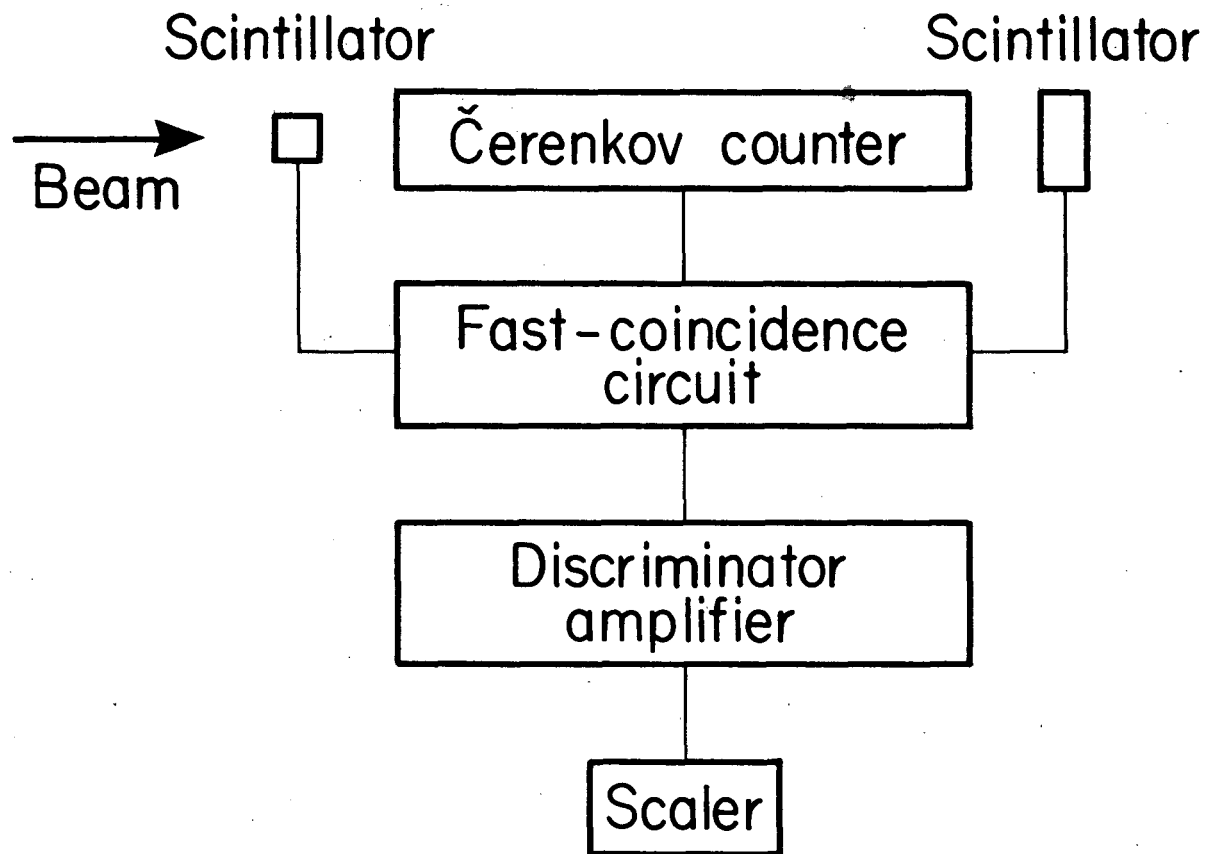 Scintillator
Scintillator
Beam
Čerenkov counter
Fast-coincidence
circuit
Discriminator
amplifier
Scaler